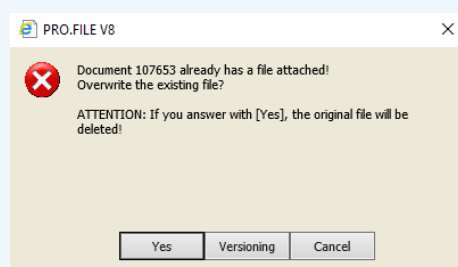 PRO.FILE V8
Document 107653 already has a file attached!
Overwrite the existing file?
ATTENTION: If you answer with [Yes], the original file will be
deleted!
Yes
Versioning
Cancel